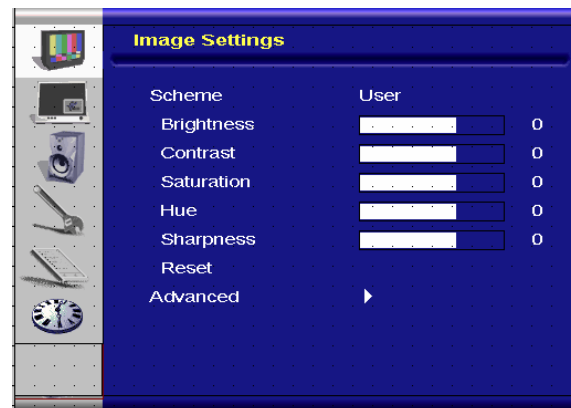 Image Settings
Scheme User
Brightness 0
Contrast 0
Saturation 0
Hue 0
Sharpness 0
Reset
Advanced